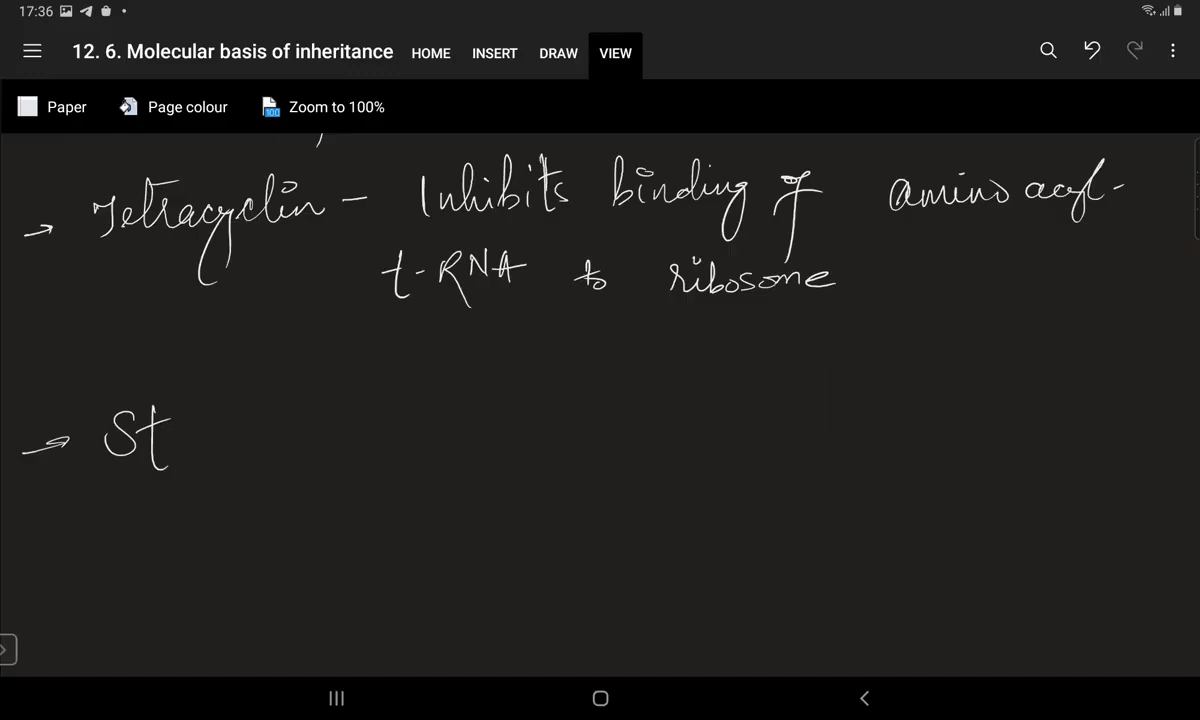 17:36
12. 6. Molecular basis of inheritance HOME INSERT DRAW VIEW
Paper Page colour Zoom to 100%
→ Tetracyclin - Inhibits binding of amino acyl-
t-RNA to ribosome
→ St